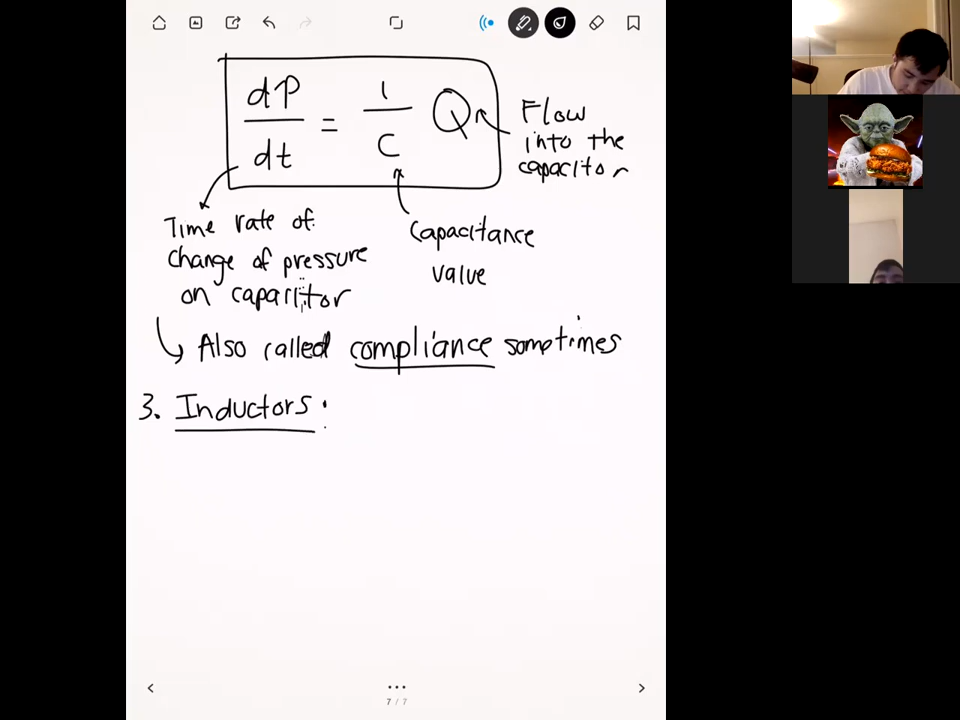 dP/dt = 1/C Q
Flow
into the
capacitor
Time rate of
change of pressure
on capacitor
Capacitance
value
Also called compliance somtimes
3. Inductors:
7 / 7